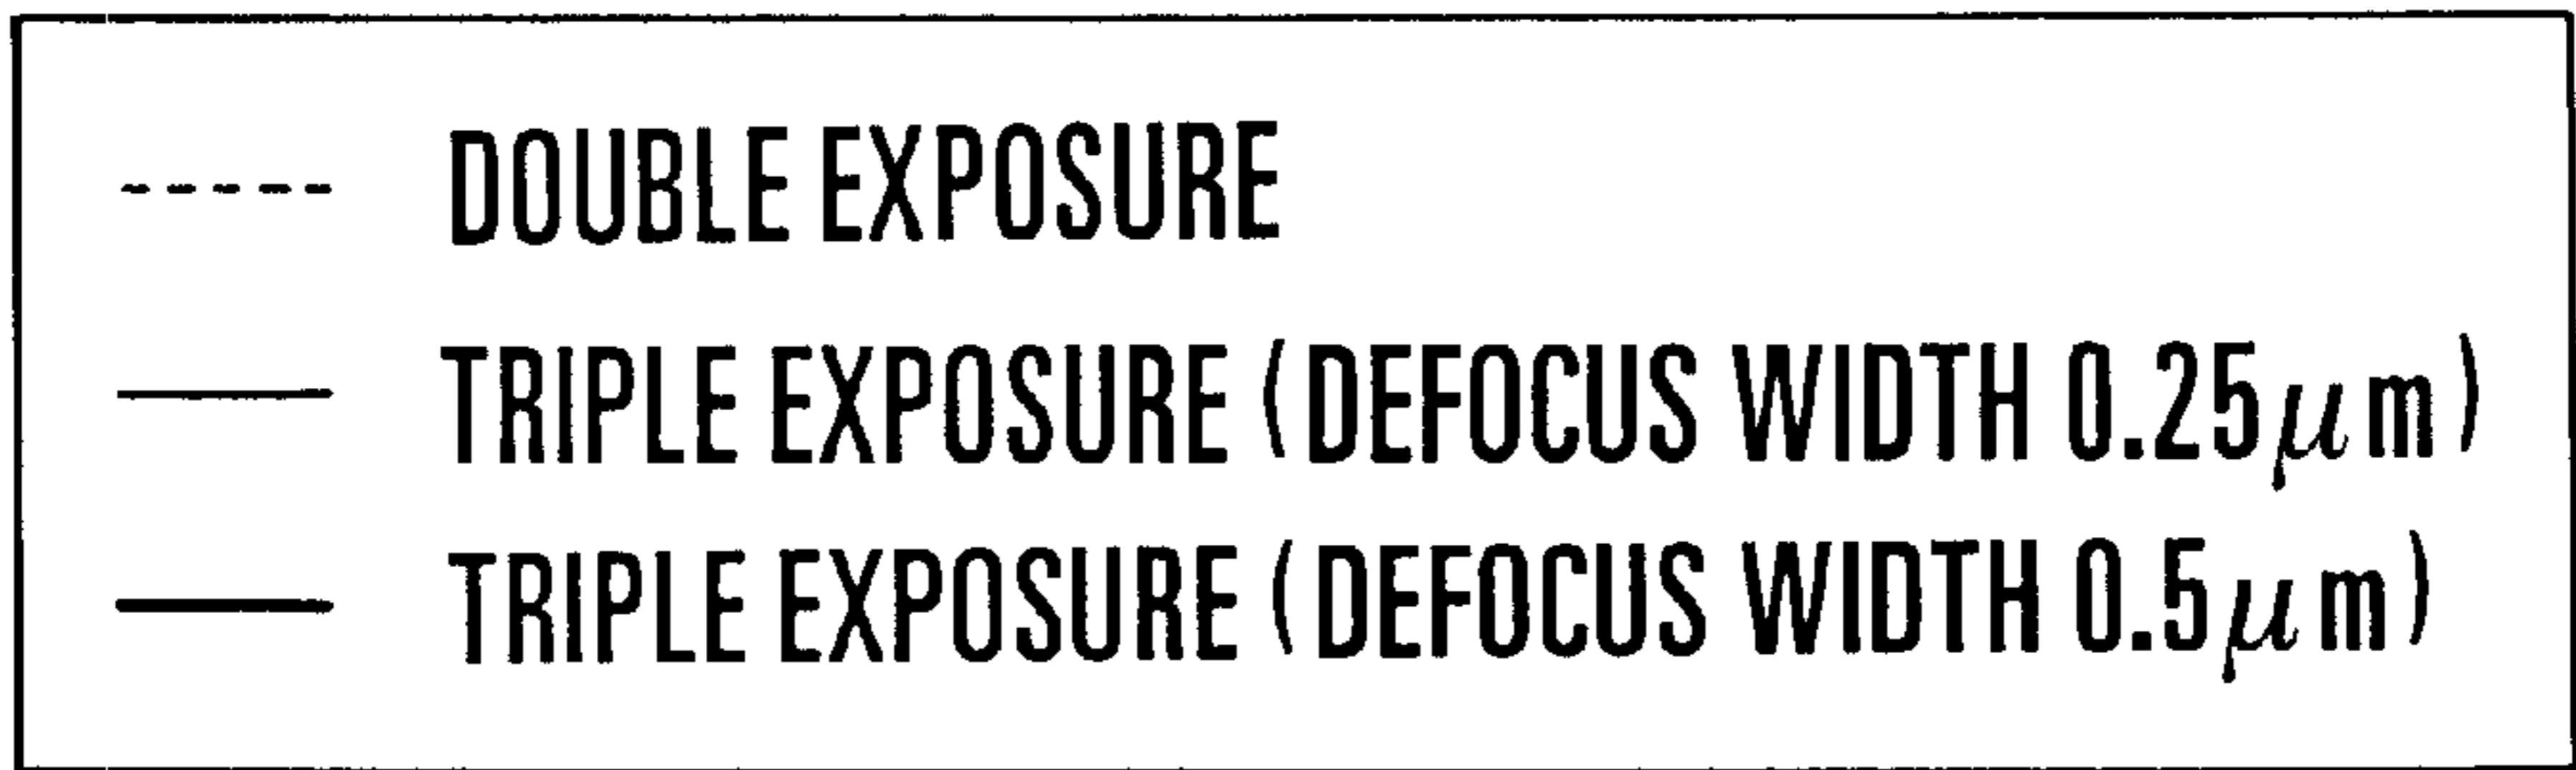 DOUBLE EXPOSURE
TRIPLE EXPOSURE (DEFOCUS WIDTH 0.25μm)
TRIPLE EXPOSURE (DEFOCUS WIDTH 0.5μm)